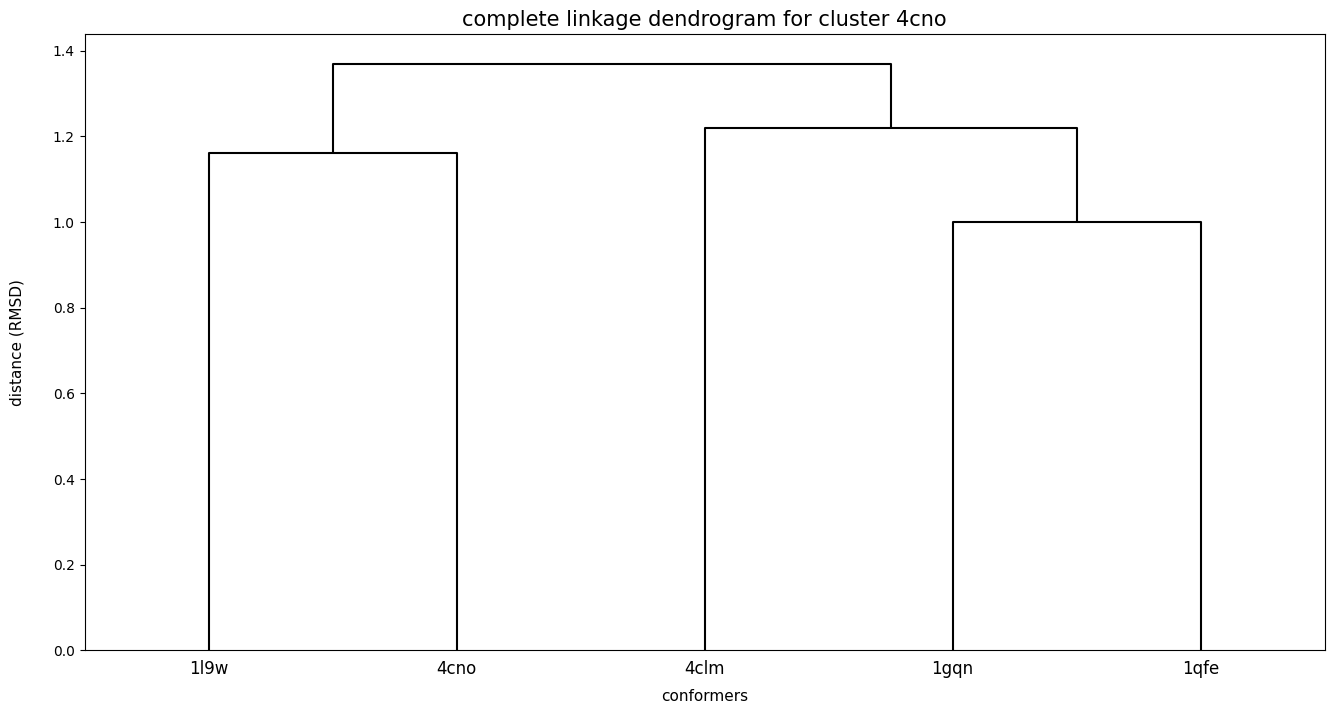 complete linkage dendrogram for cluster 4cno
1.4
1.2
1.0
0.8
0.6
0.4
0.2
0.0
distance (RMSD)
1l9w 4cno 4clm 1gqn 1qfe
conformers